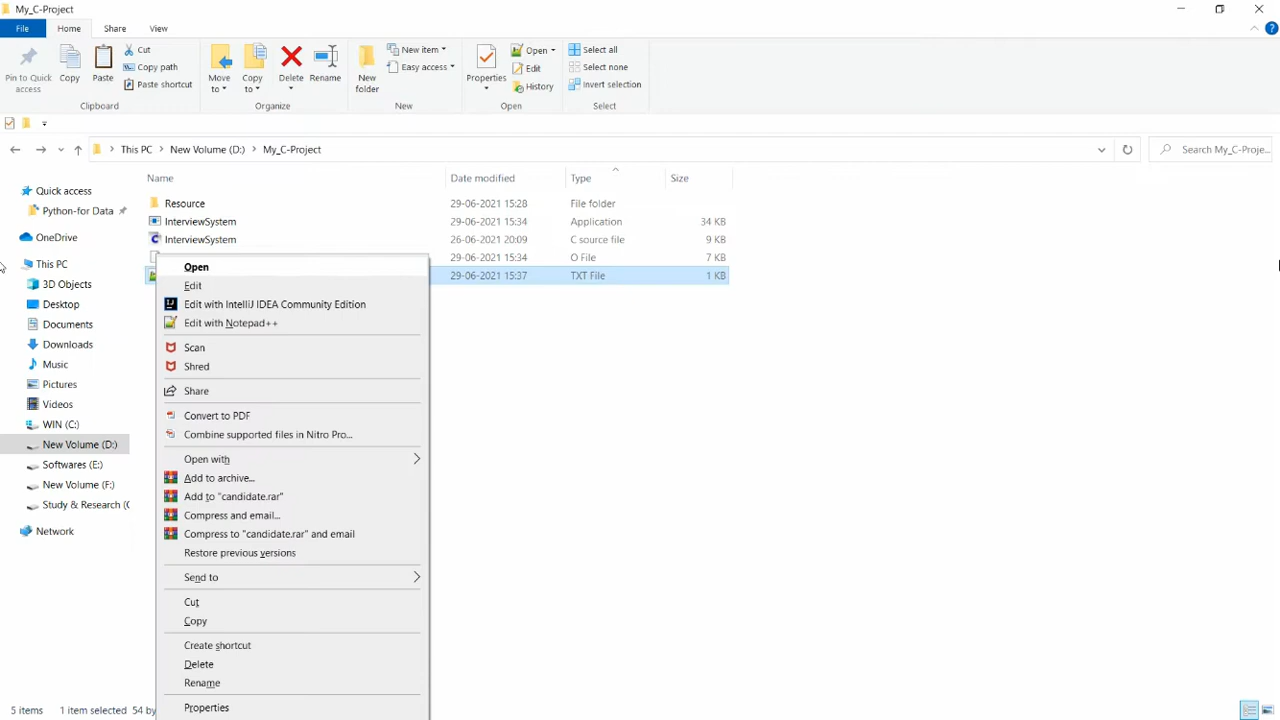 My_C-Project
File Home Share View
Pin to Quick access
Copy
Paste
Cut
Copy path
Paste shortcut
Clipboard
Move to
Copy to
Delete
Rename
Organize
New folder
New item
Easy access
New
Properties
Open
Edit
History
Open
Select all
Select none
Invert selection
Select
This PC > New Volume (D:) > My_C-Project
Search My_C-Proje...
Name Date modified Type Size
Resource 29-06-2021 15:28 File folder
InterviewSystem 29-06-2021 15:34 Application 34 KB
InterviewSystem 26-06-2021 20:09 C source file 9 KB
29-06-2021 15:34 O File 7 KB
29-06-2021 15:37 TXT File 1 KB
Quick access
Python-for Data
OneDrive
This PC
3D Objects
Desktop
Documents
Downloads
Music
Pictures
Videos
WIN (C:)
New Volume (D:)
Softwares (E:)
New Volume (F:)
Study & Research (
Network
Open
Edit
Edit with IntelliJ IDEA Community Edition
Edit with Notepad++
Scan
Shred
Share
Convert to PDF
Combine supported files in Nitro Pro...
Open with
Add to archive...
Add to "candidate.rar"
Compress and email...
Compress to "candidate.rar" and email
Restore previous versions
Send to
Cut
Copy
Create shortcut
Delete
Rename
Properties
5 items 1 item selected 54 by